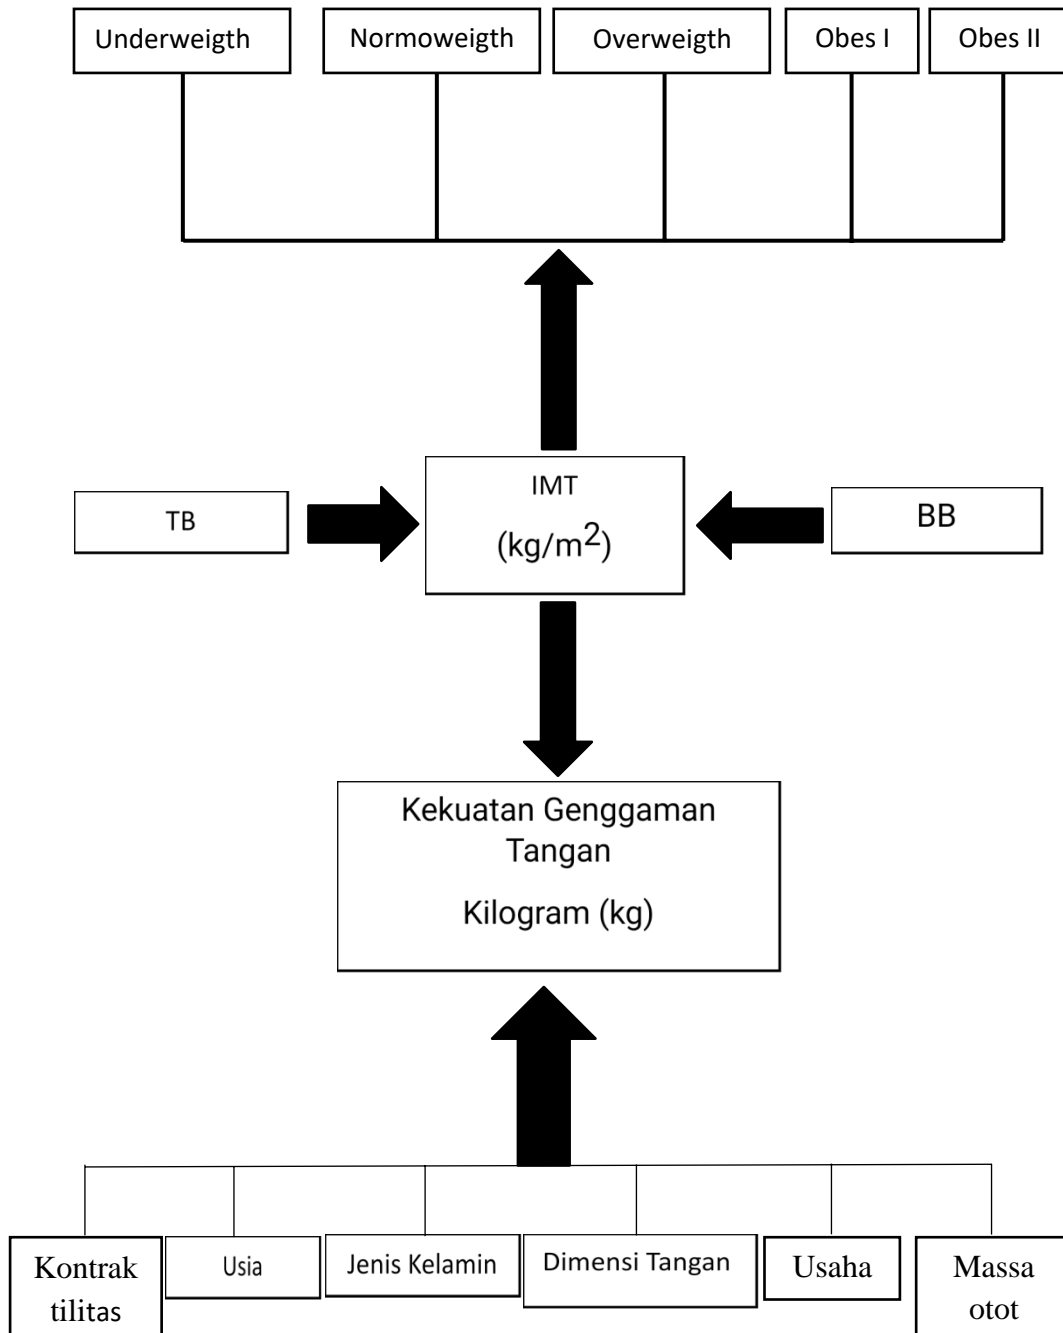 Underweigth
Normoweigth
Overweigth
Obes I
Obes II
IMT
(kg/m²)
TB
BB
Kekuatan Genggaman
Tangan
Kilogram (kg)
Kontrak
tilitas
Usia
Jenis Kelamin
Dimensi Tangan
Usaha
Massa
otot